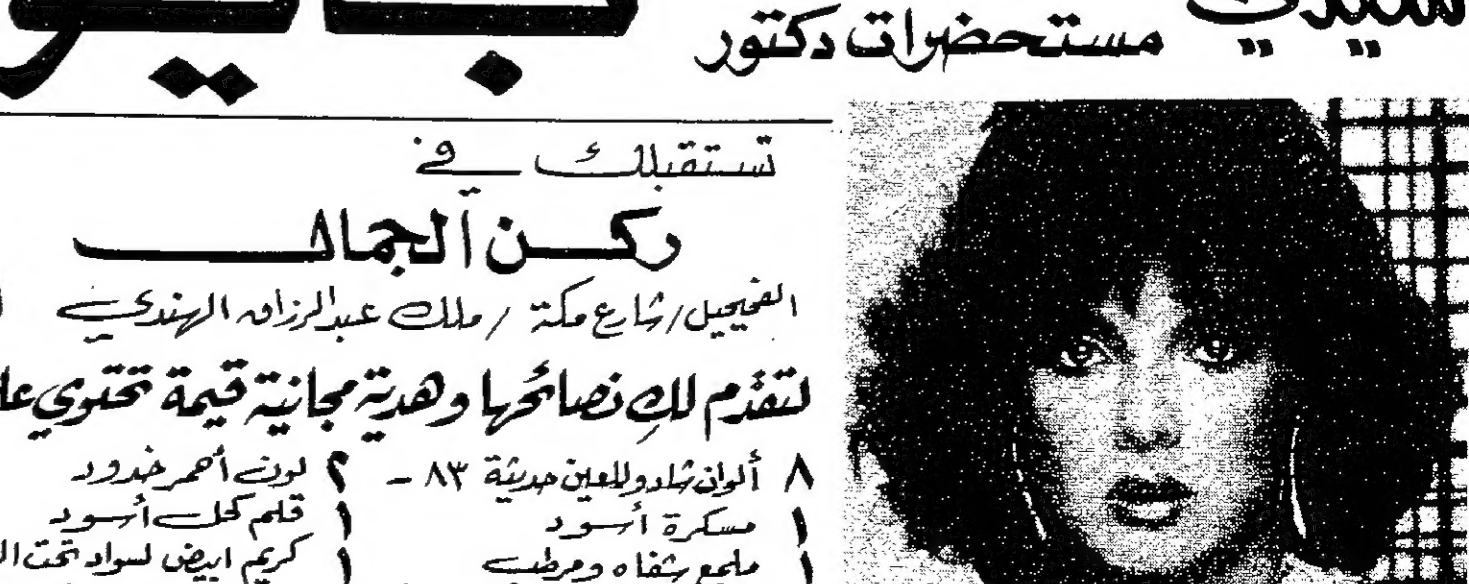 سيدتي
مستحضرات دكتور
تستقبلك في
ركن الجمال
الفحيحيل / شارع مكة / ملك عبدالرزاق الهندي
لتقدم لكِ نصائحها وهدية مجانية قيمة تحتوي
٨ ألوان شادو للعين حديثة ٨٣ - ٢ لون أحمر خدود
١ مسكرة أسود ١ قلم كحل أسود
١ ملمع شفاه ومرطب ١ كريم ابيض لسواد تحت